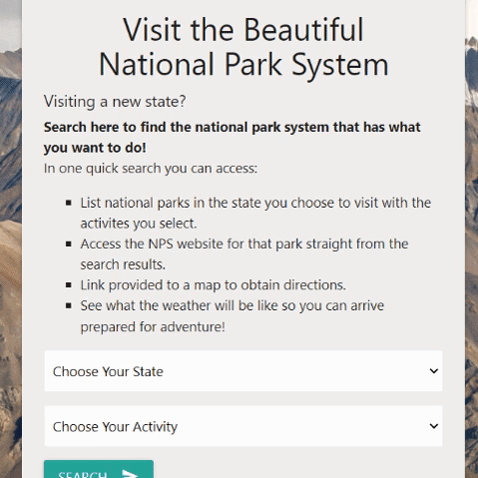 Visit the Beautiful
National Park System
Visiting a new state?
Search here to find the national park system that has what
you want to do!
In one quick search you can access:
List national parks in the state you choose to visit with the
activites you select.
Access the NPS website for that park straight from the
search results.
Link provided to a map to obtain directions.
See what the weather will be like so you can arrive
prepared for adventure!
Choose Your State
Choose Your Activity
SEARCH